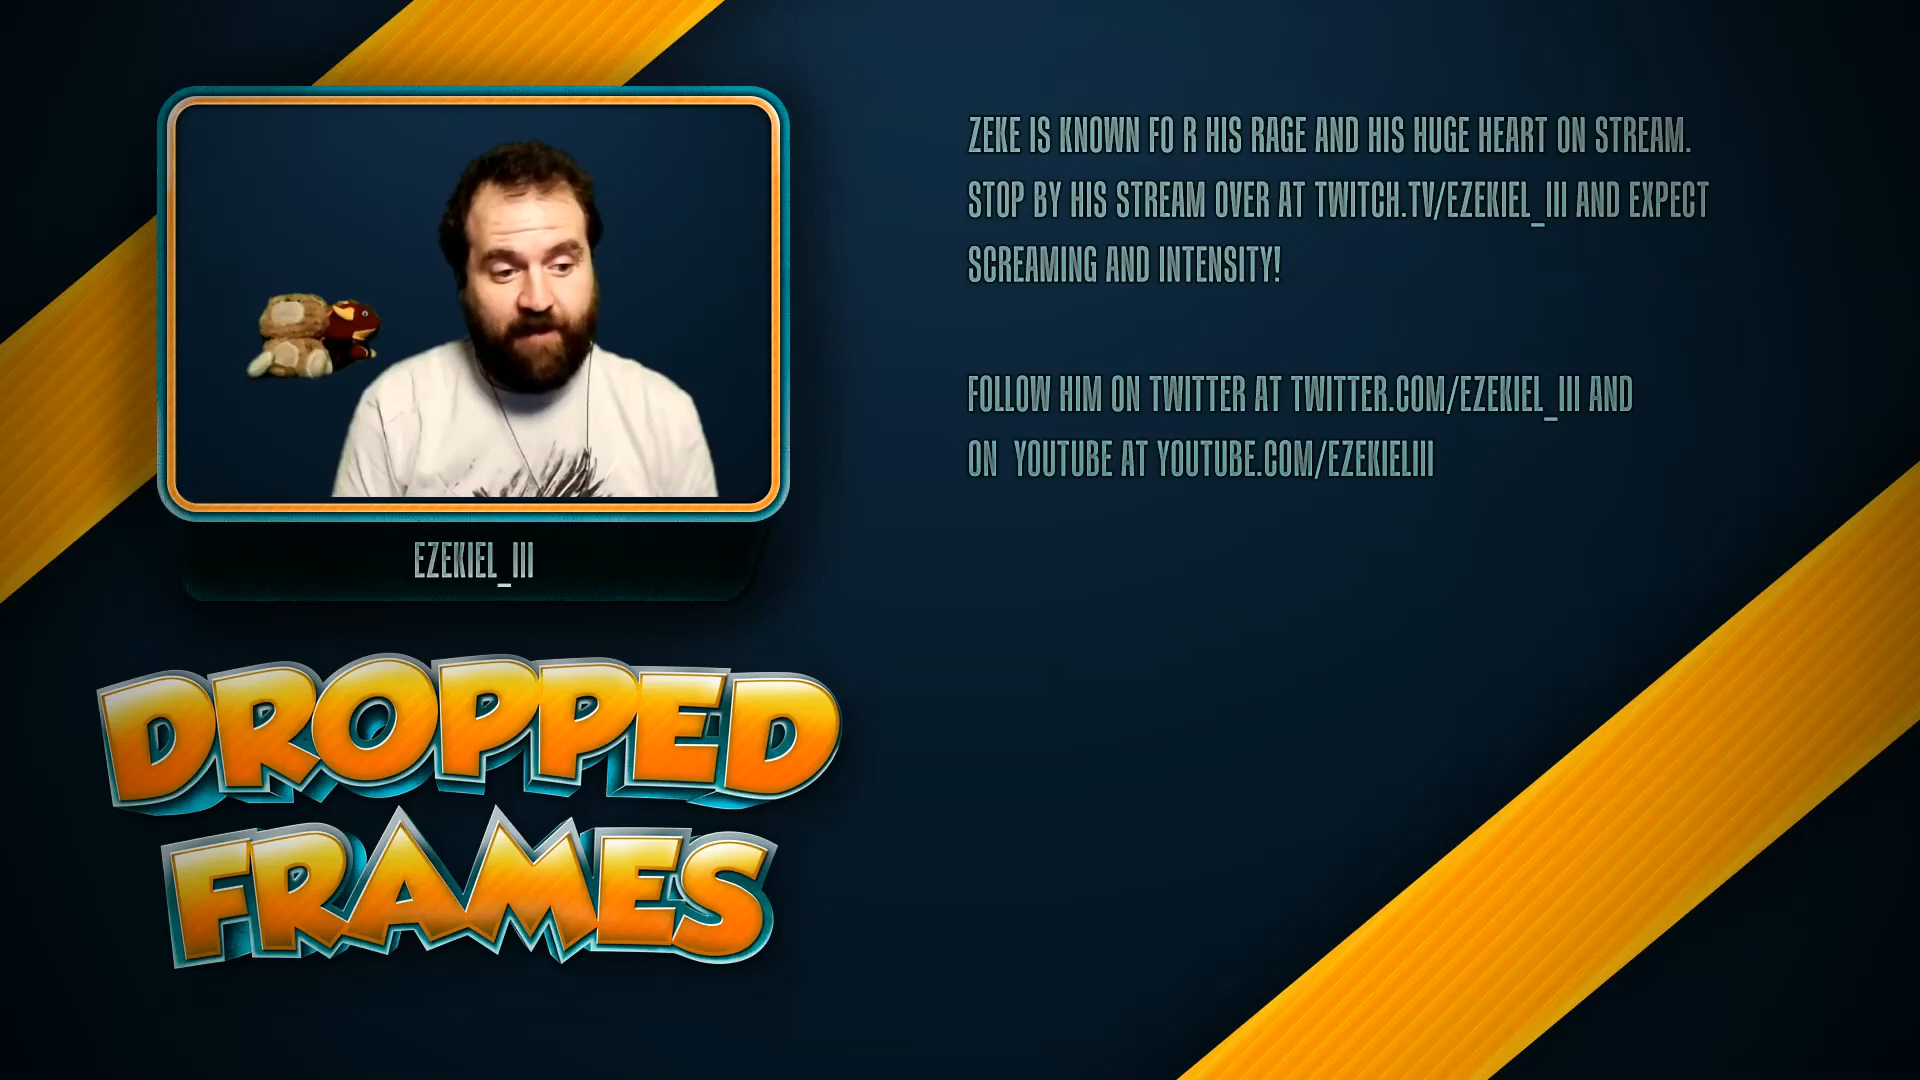 ZEKE IS KNOWN FO R HIS RAGE AND HIS HUGE HEART ON STREAM.
STOP BY HIS STREAM OVER AT TWITCH.TV/EZEKIEL_III AND EXPECT
SCREAMING AND INTENSITY!
FOLLOW HIM ON TWITTER AT TWITTER.COM/EZEKIEL_III AND
ON  YOUTUBE AT YOUTUBE.COM/EZEKIELIII
EZEKIEL_III
DROPPED
FRAMES